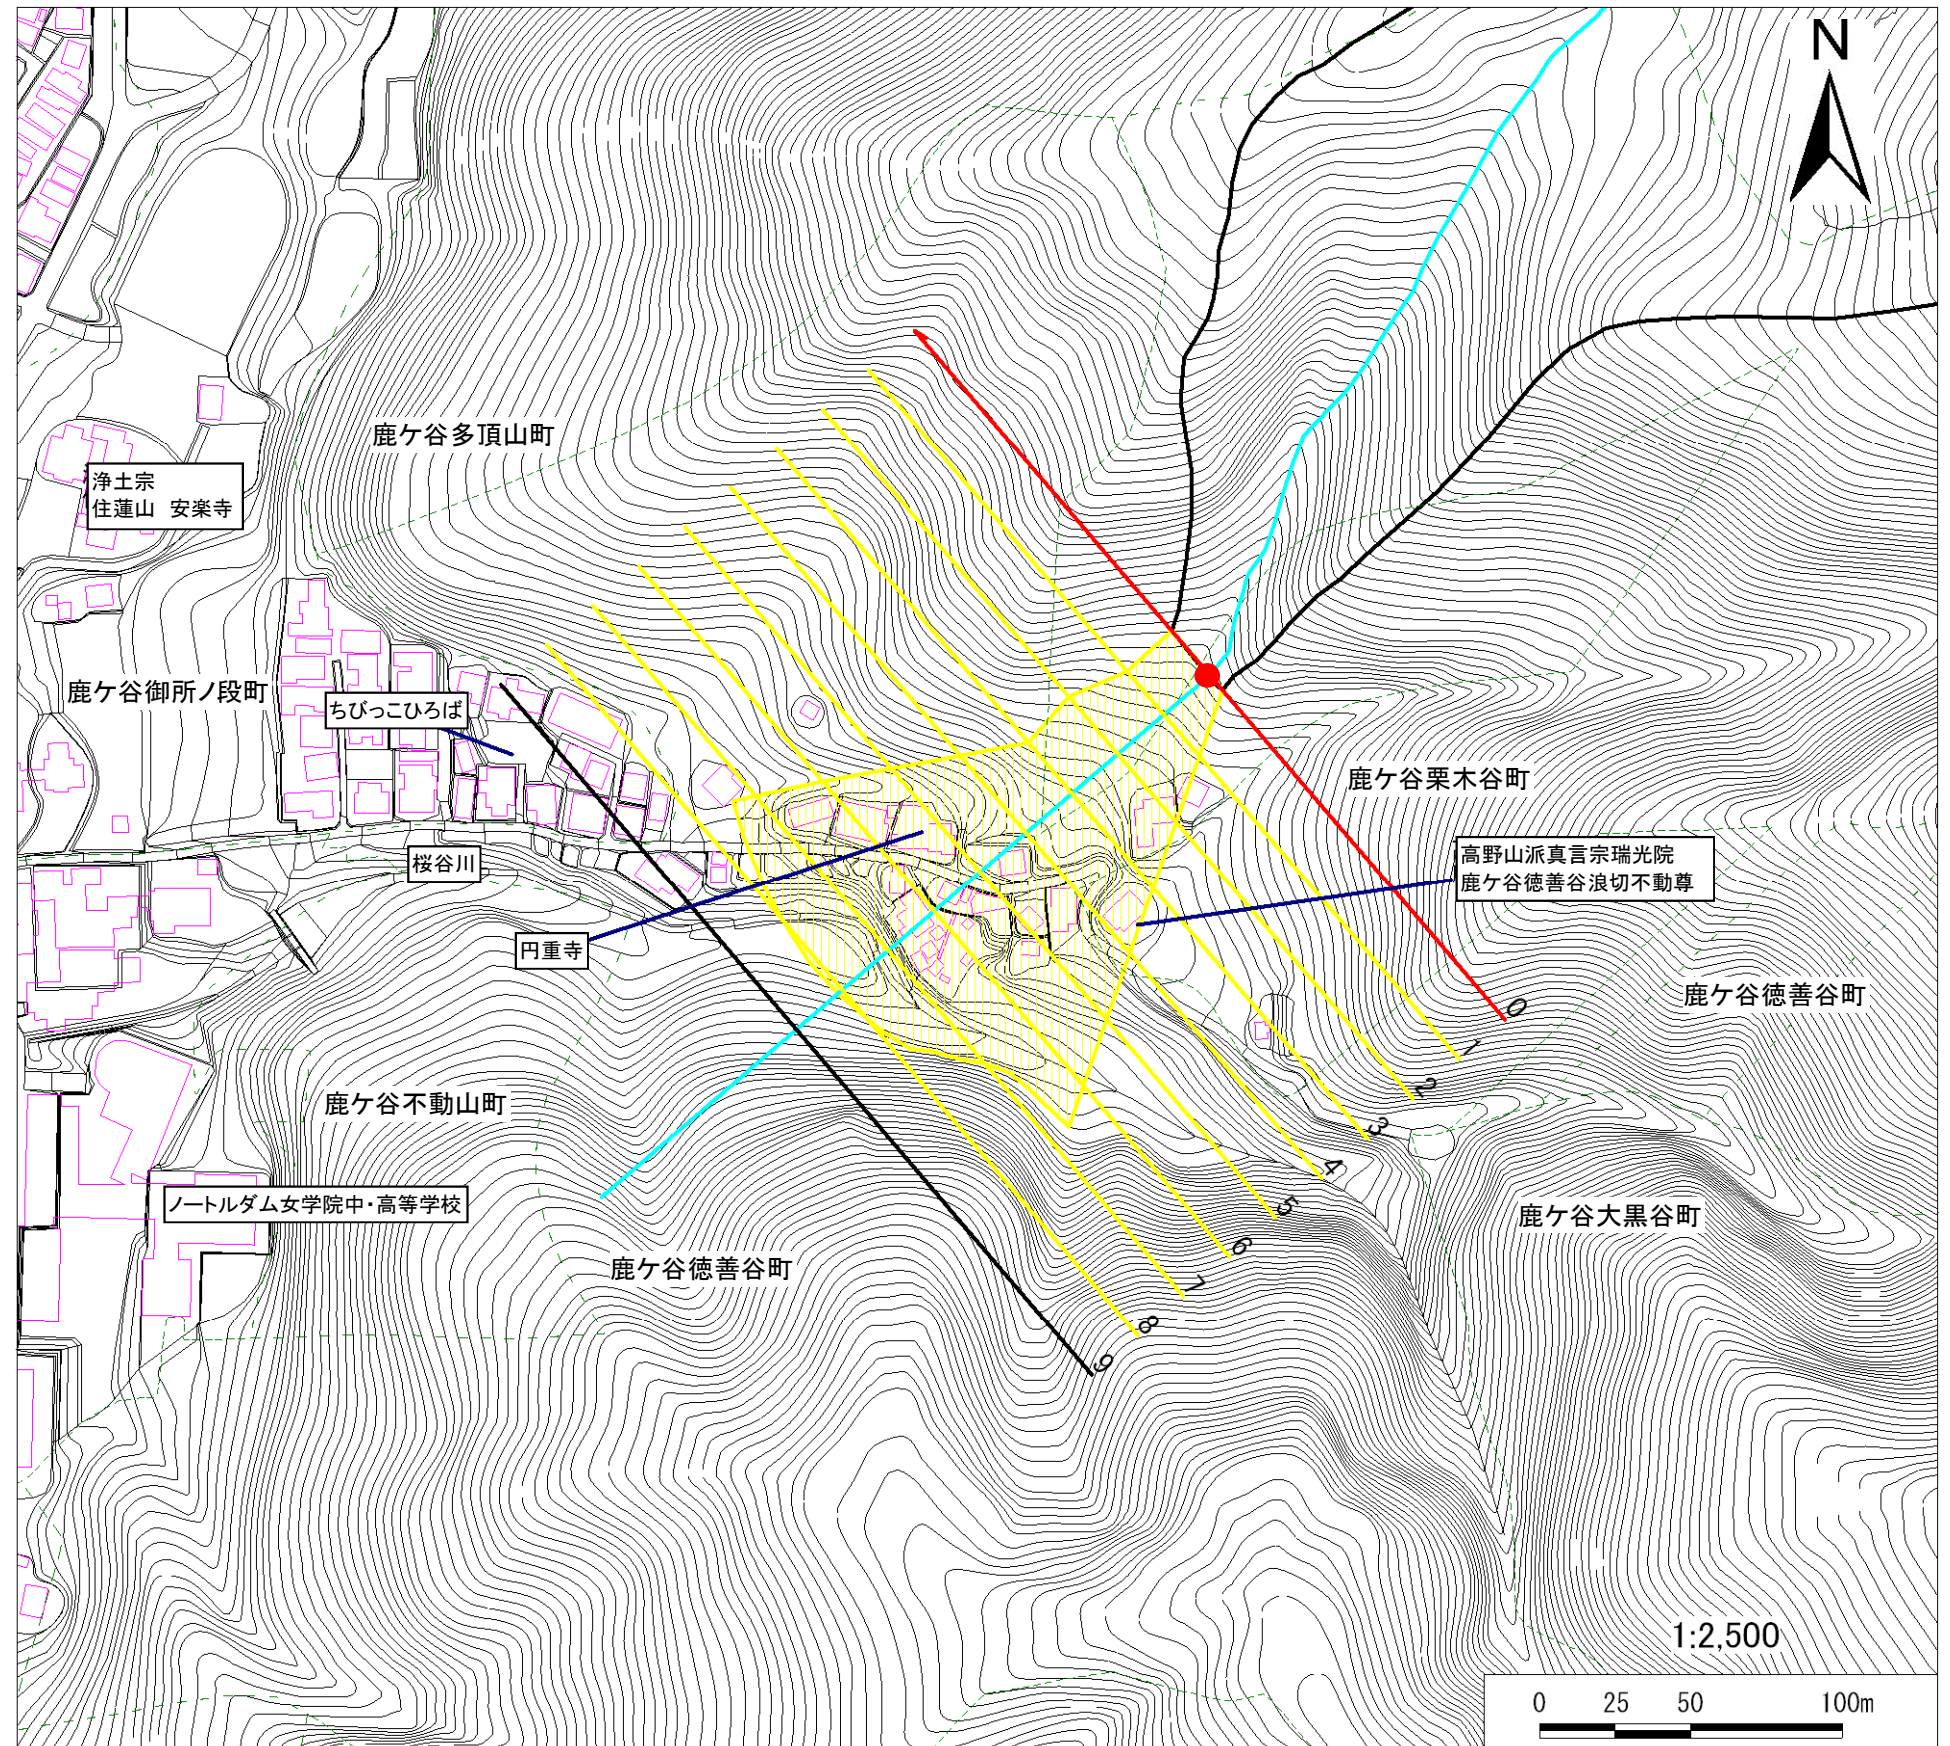 N
鹿ケ谷多頂山町
浄土宗
住蓮山　安楽寺
鹿ケ谷御所ノ段町
ちびっこひろば
鹿ケ谷栗木谷町
桜谷川
高野山派真言宗瑞光院
鹿ケ谷徳善谷浪切不動尊
円重寺
鹿ケ谷徳善谷町
0
1
2
3
4
5
6
7
8
9
鹿ケ谷不動山町
ノートルダム女学院中・高等学校
鹿ケ谷大黒谷町
鹿ケ谷徳善谷町
1:2,500
0 25 50 100m